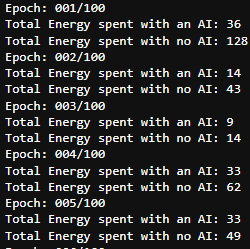 Epoch: 001/100
Total Energy spent with an AI: 36
Total Energy spent with no AI: 128
Epoch: 002/100
Total Energy spent with an AI: 14
Total Energy spent with no AI: 43
Epoch: 003/100
Total Energy spent with an AI: 9
Total Energy spent with no AI: 14
Epoch: 004/100
Total Energy spent with an AI: 33
Total Energy spent with no AI: 62
Epoch: 005/100
Total Energy spent with an AI: 33
Total Energy spent with no AI: 49